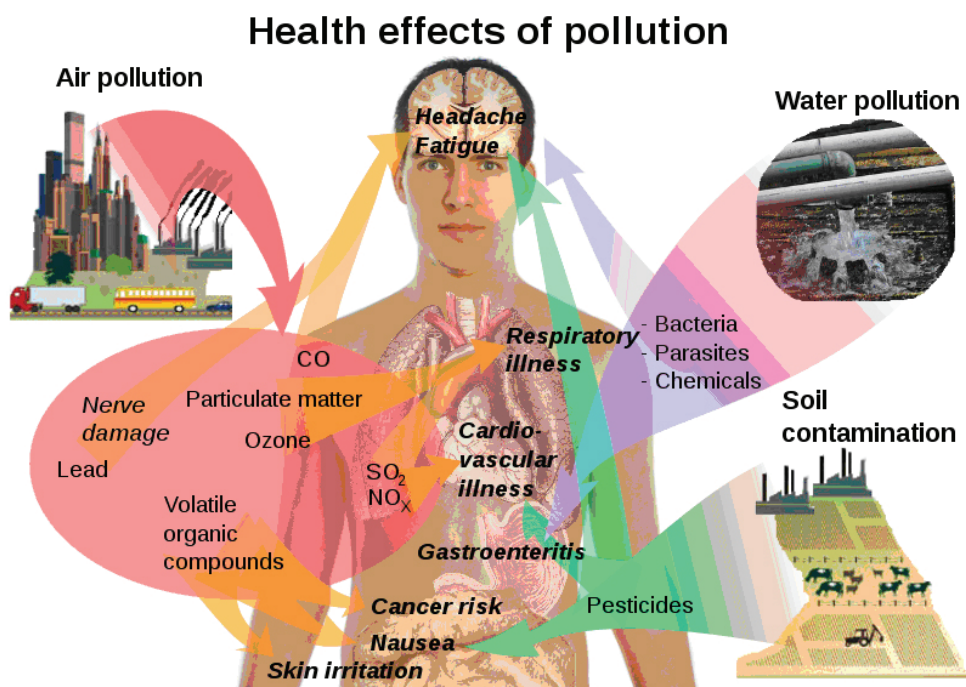 Health effects of pollution
Air pollution
Water pollution
Headache
Fatigue
CO
Particulate matter
Nerve
damage
Ozone
Lead
SO₂
NOₓ
Volatile
organic
compounds
Respiratory
illness
Cardio-
vascular
illness
Gastroenteritis
Cancer risk
Nausea
Skin irritation
- Bacteria
- Parasites
- Chemicals
Soil
contamination
Pesticides